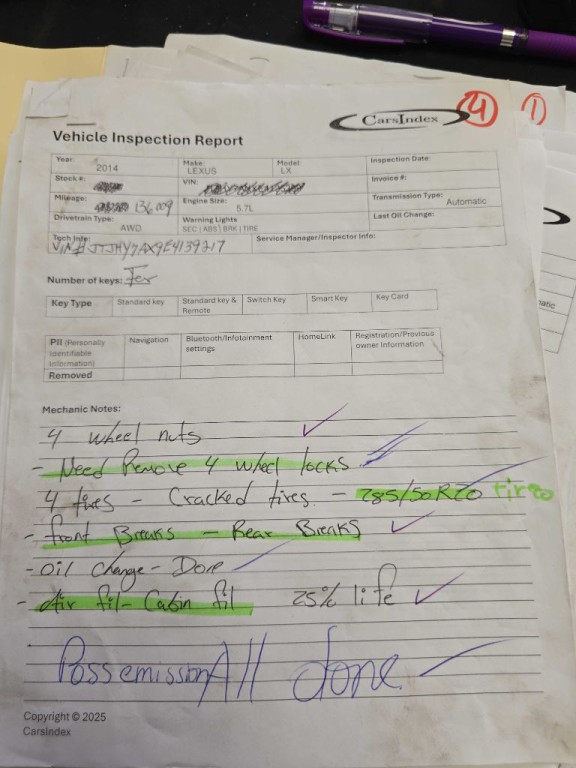 CarsIndex 4 1
Vehicle Inspection Report
Year: 2014 Make: LEXUS Model: LX Inspection Date:
Stock #: VIN: Invoice #:
Mileage: 136009 Engine Size: 5.7L Transmission Type: Automatic
Drivetrain Type: AWD Warning Lights SEC | ABS | BRK | TIRE Last Oil Change:
Tech Info: Service Manager/Inspector Info:
VIN# JTJHY7AX9E4139217
Number of keys:
Key Type Standard key Standard key & Remote Switch Key Smart Key Key Card
PII (Personally Identifiable Information) Navigation Bluetooth/Infotainment settings HomeLink Registration/Previous owner Information
Removed
Mechanic Notes:
4 wheel nuts
- Need Remove 4 wheel locks
4 tires - Cracked tires - 285/50R20 tires
- front Breaks - Rear Breaks
- Oil Change - Done
- Air fil - Cabin fil 25% life
Pass emission All done
Copyright © 2025
CarsIndex